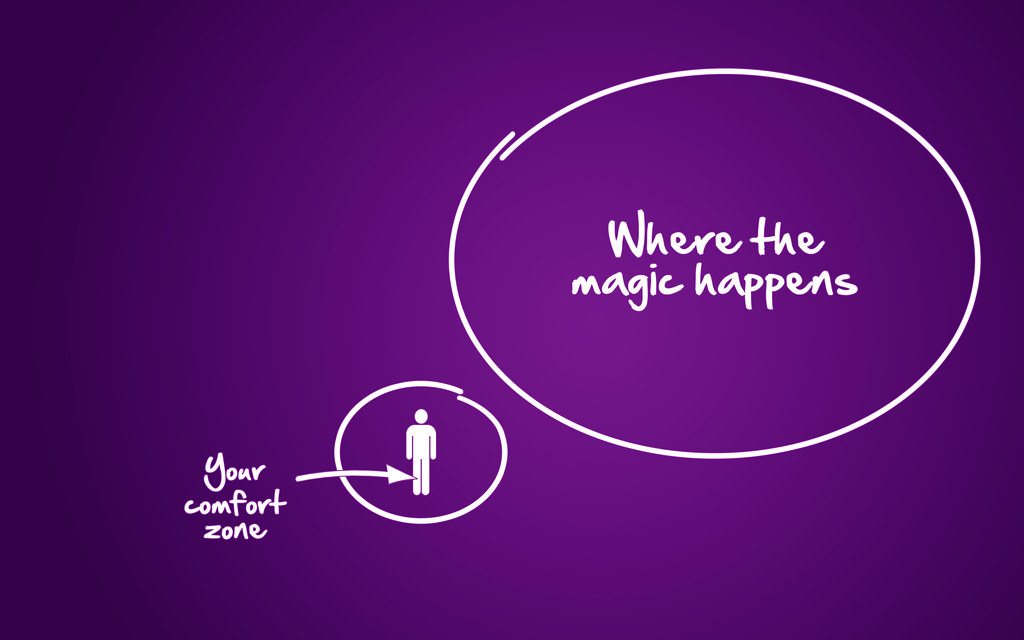 Where the
magic happens
Your
comfort
zone